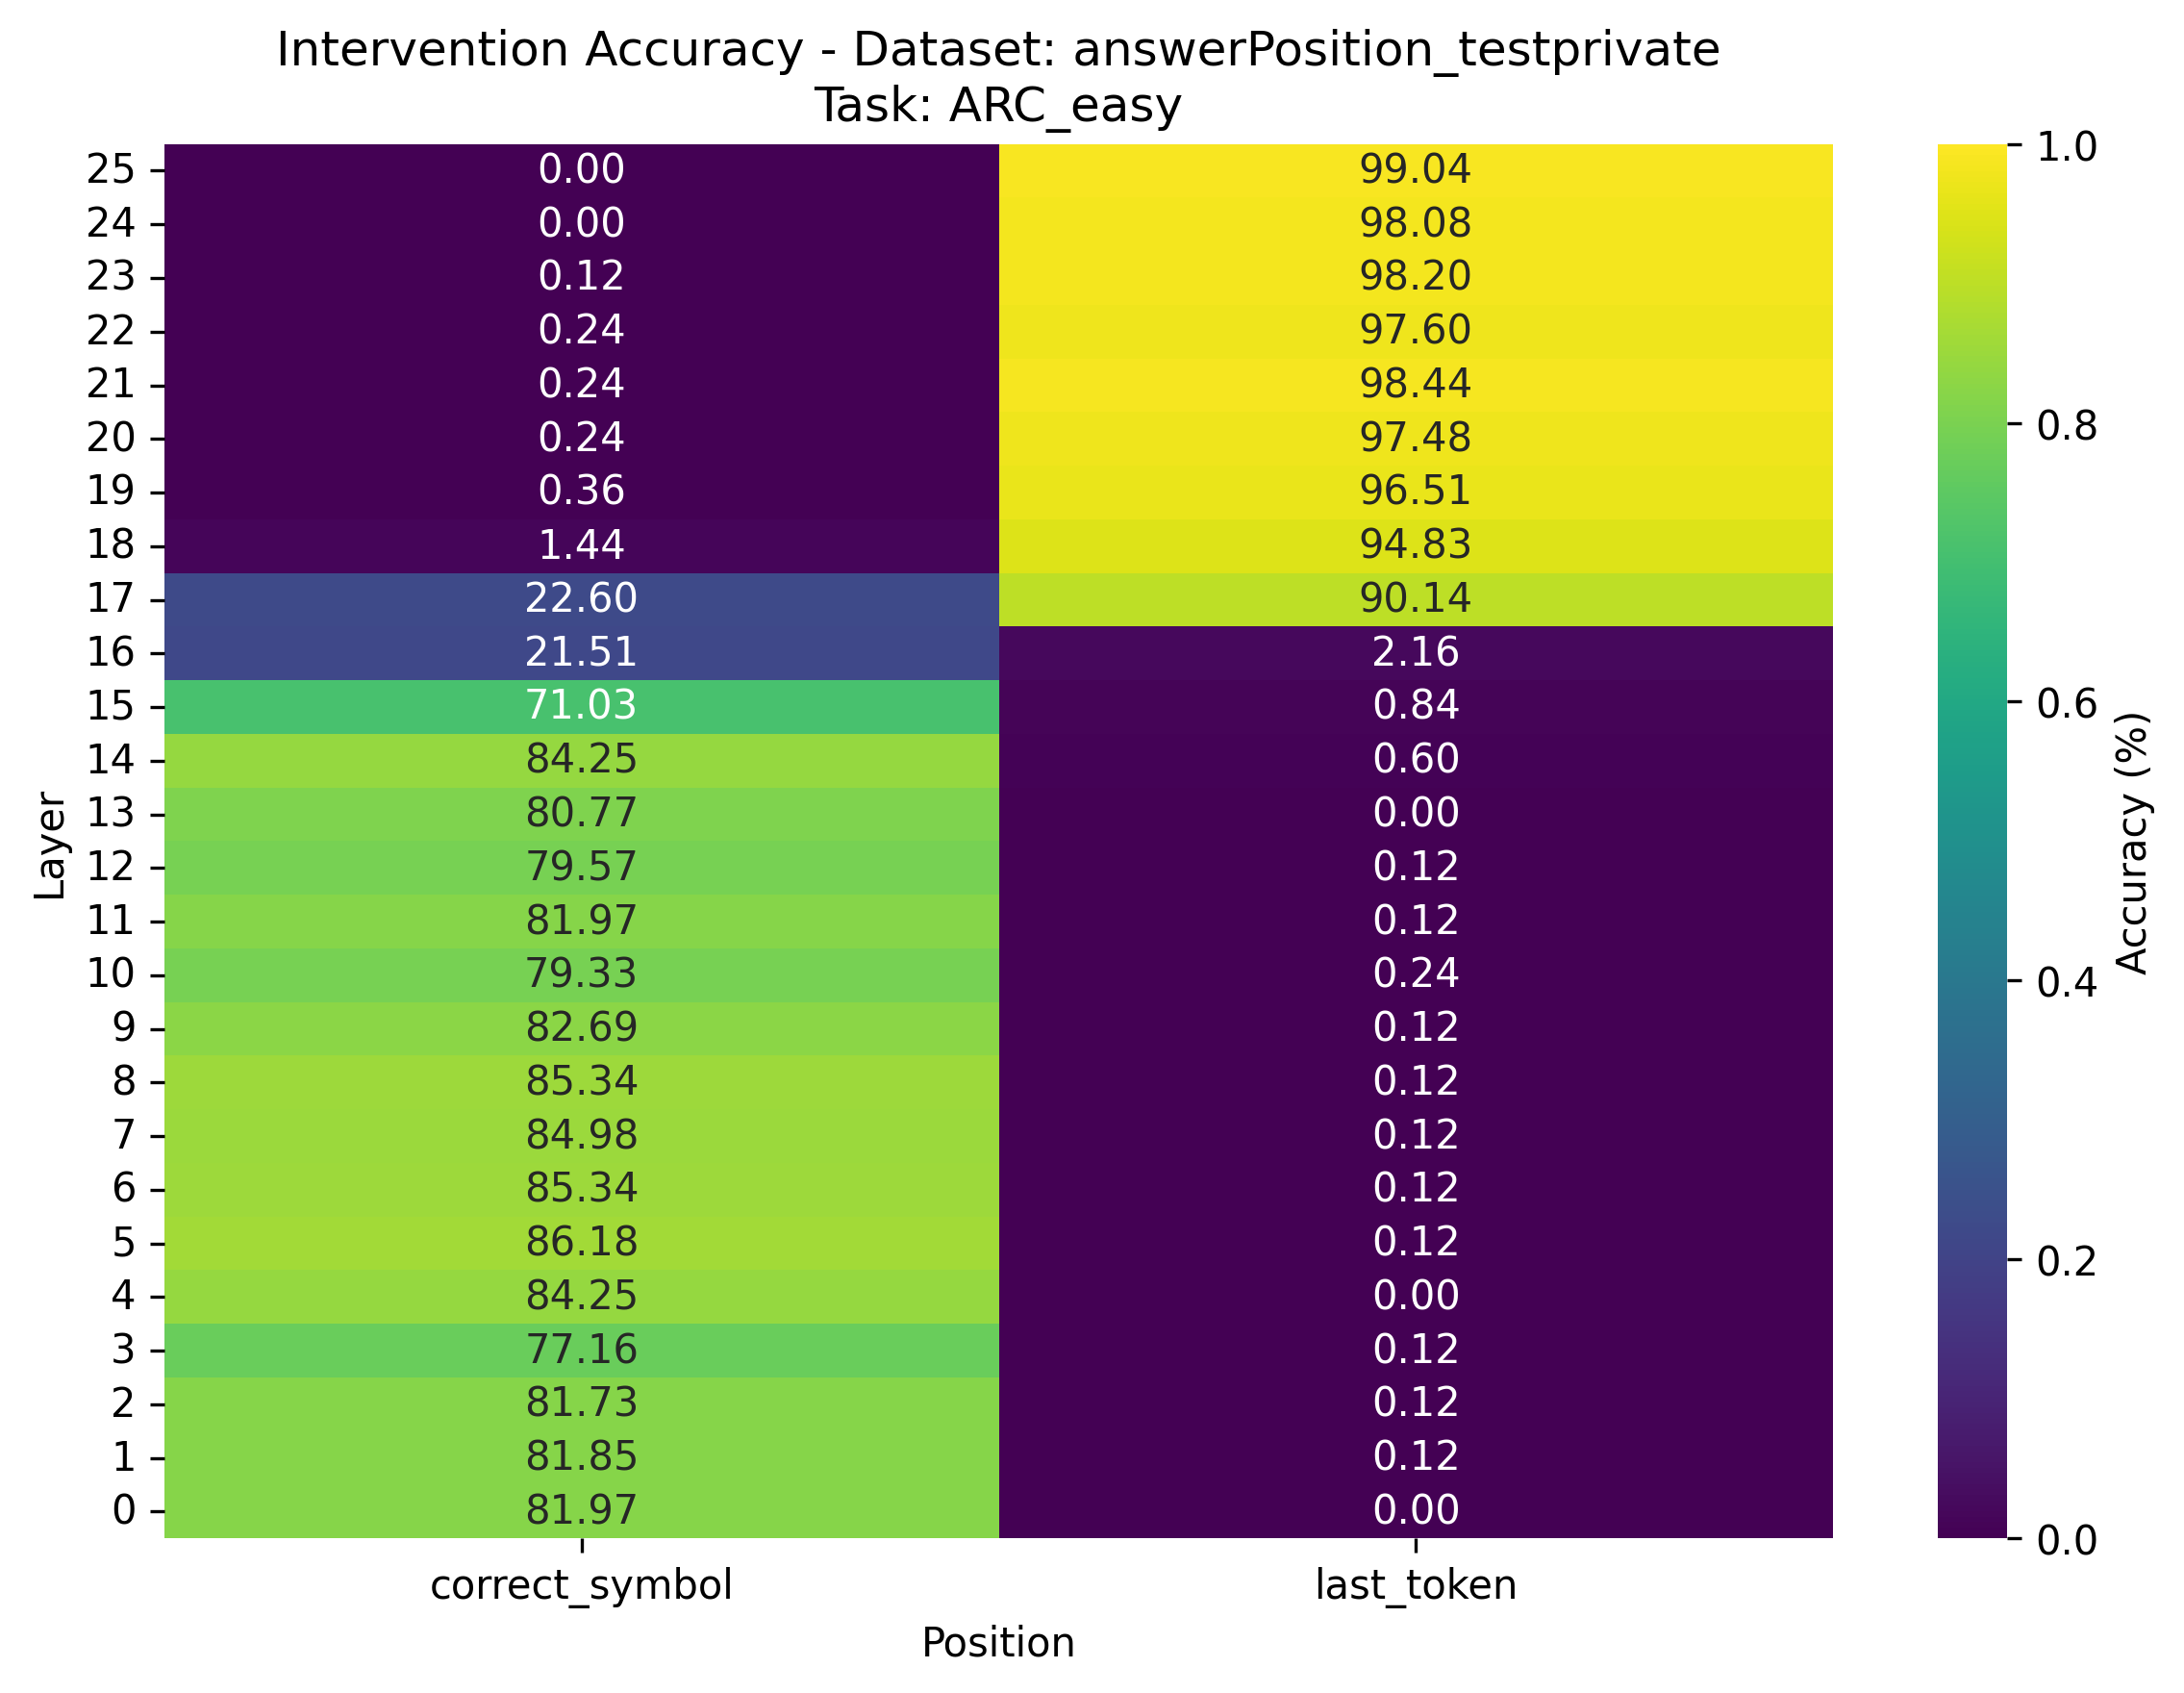 Intervention Accuracy - Dataset: answerPosition_testprivate
Task: ARC_easy
25 0.00 99.04
24 0.00 98.08
23 0.12 98.20
22 0.24 97.60
21 0.24 98.44
20 0.24 97.48
19 0.36 96.51
18 1.44 94.83
17 22.60 90.14
16 21.51 2.16
15 71.03 0.84
14 84.25 0.60
13 80.77 0.00
12 79.57 0.12
11 81.97 0.12
10 79.33 0.24
9 82.69 0.12
8 85.34 0.12
7 84.98 0.12
6 85.34 0.12
5 86.18 0.12
4 84.25 0.00
3 77.16 0.12
2 81.73 0.12
1 81.85 0.12
0 81.97 0.00
correct_symbol last_token
Position
Layer
1.0
0.8
0.6
0.4
0.2
0.0
Accuracy (%)